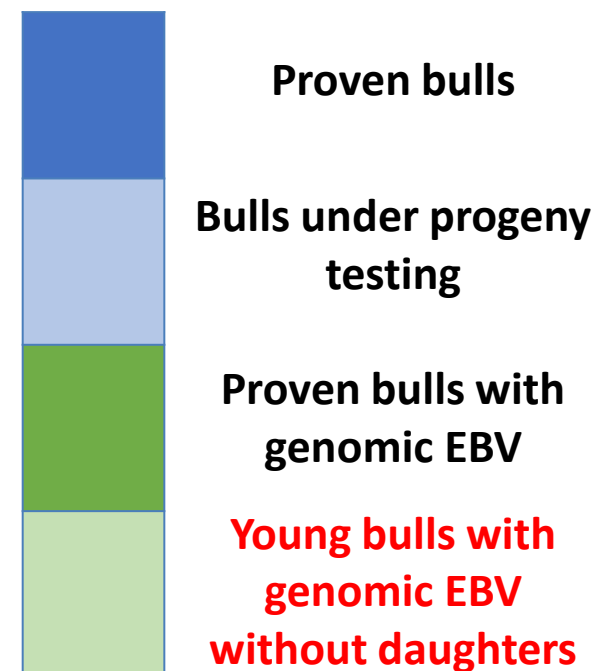 Proven bulls
Bulls under progeny
testing
Proven bulls with
genomic EBV
Young bulls with
genomic EBV
without daughters